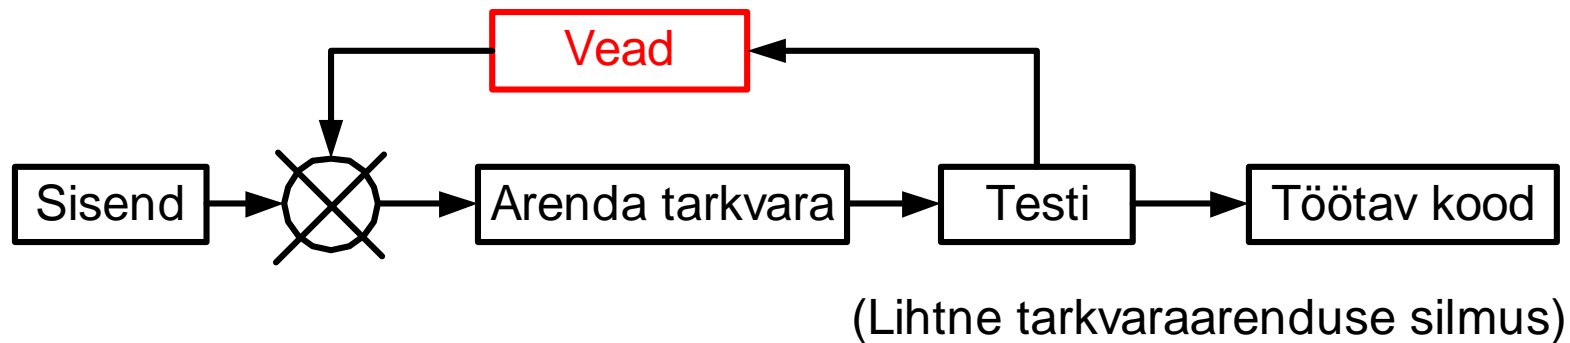 Vead
Sisend
Arenda tarkvara
Testi
Töötav kood
(Lihtne tarkvaraarenduse silmus)